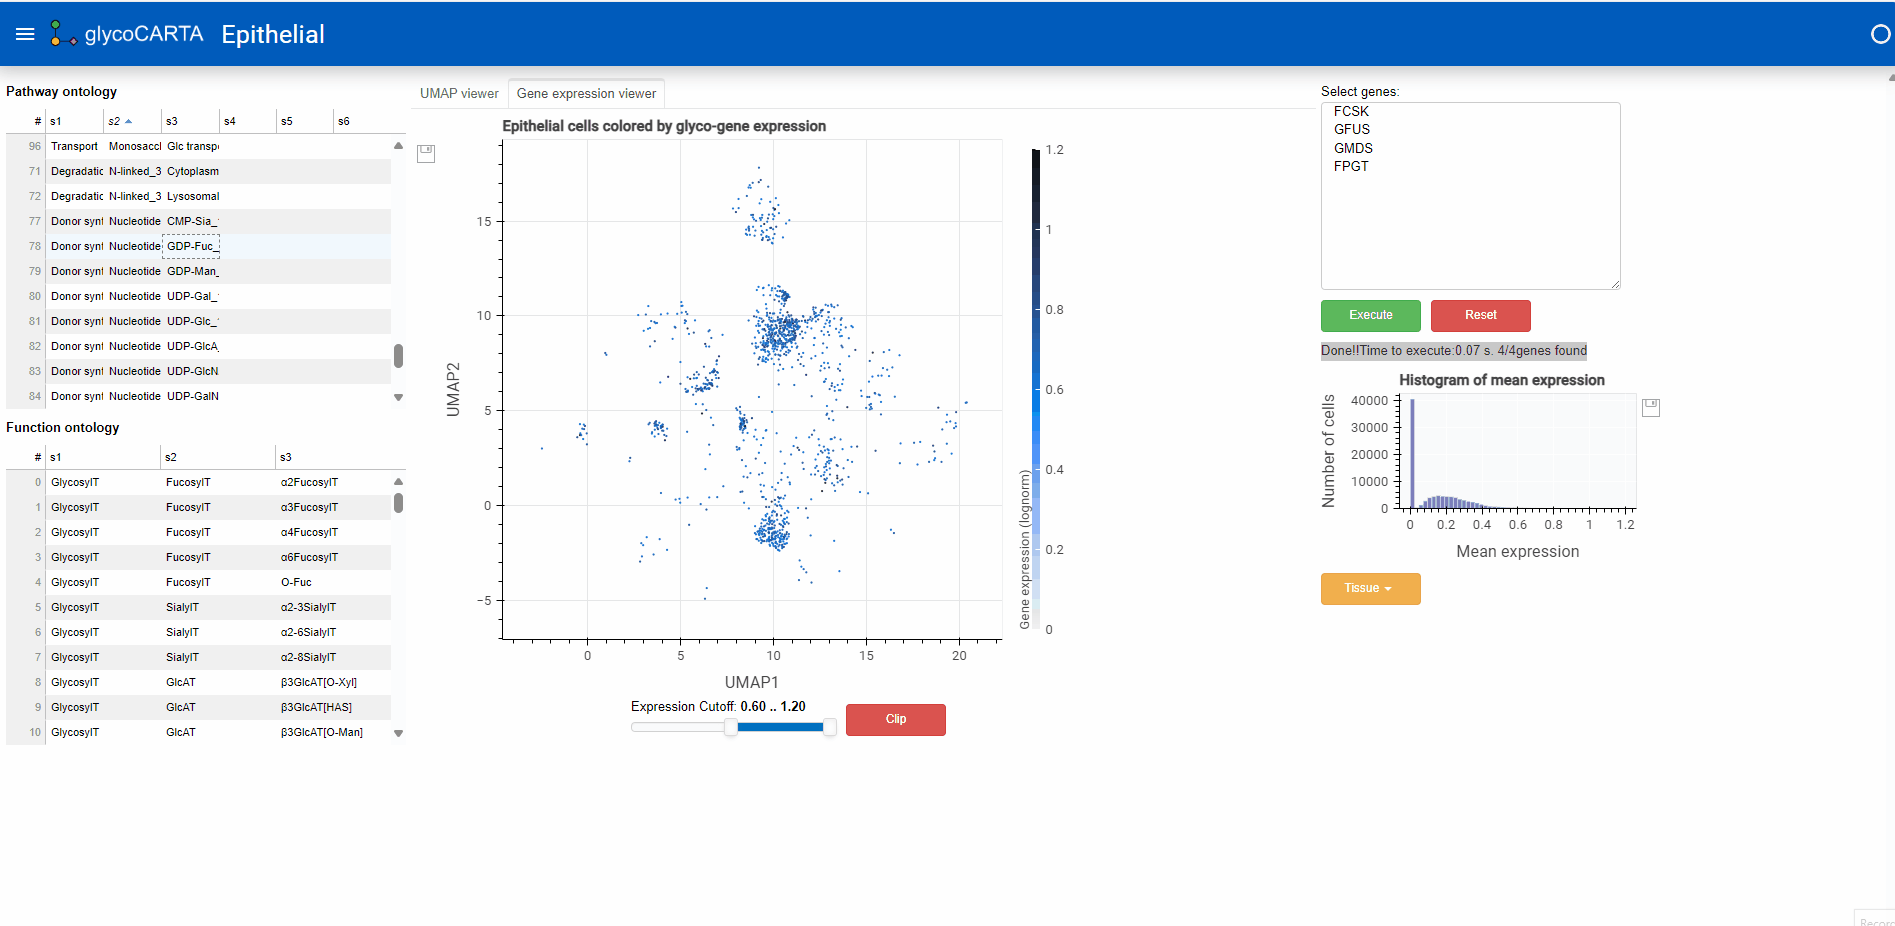 glycoCARTA Epithelial
Pathway ontology
# s1 s2 s3 s4 s5 s6
96 Transport Monosaccl Glc transp
71 Degradatic N-linked_3 Cytoplasm
72 Degradatic N-linked_3 Lysosomal
77 Donor synt Nucleotide CMP-Sia_
78 Donor synt Nucleotide GDP-Fuc_
79 Donor synt Nucleotide GDP-Man_
80 Donor synt Nucleotide UDP-Gal_
81 Donor synt Nucleotide UDP-Glc_
82 Donor synt Nucleotide UDP-GlcA
83 Donor synt Nucleotide UDP-GlcN
84 Donor synt Nucleotide UDP-GalN
Function ontology
# s1 s2 s3
0 GlycosylT FucosylT α2FucosylT
1 GlycosylT FucosylT α3FucosylT
2 GlycosylT FucosylT α4FucosylT
3 GlycosylT FucosylT α6FucosylT
4 GlycosylT FucosylT O-Fuc
5 GlycosylT SialylT α2-3SialylT
6 GlycosylT SialylT α2-6SialylT
7 GlycosylT SialylT α2-8SialylT
8 GlycosylT GlcAT β3GlcAT[O-Xyl]
9 GlycosylT GlcAT β3GlcAT[HAS]
10 GlycosylT GlcAT β3GlcAT[O-Man]
UMAP viewer Gene expression viewer
Epithelial cells colored by glyco-gene expression
UMAP2
15
10
5
0
−5
0 5 10 15 20
UMAP1
Gene expression (lognorm)
1.2
1
0.8
0.6
0.4
0.2
0
Expression Cutoff: 0.60 .. 1.20
Clip
Select genes:
FCSK
GFUS
GMDS
FPGT
Execute Reset
Done!!Time to execute:0.07 s. 4/4genes found
Histogram of mean expression
Number of cells
40000
30000
20000
10000
0
0 0.2 0.4 0.6 0.8 1 1.2
Mean expression
Tissue
Recor